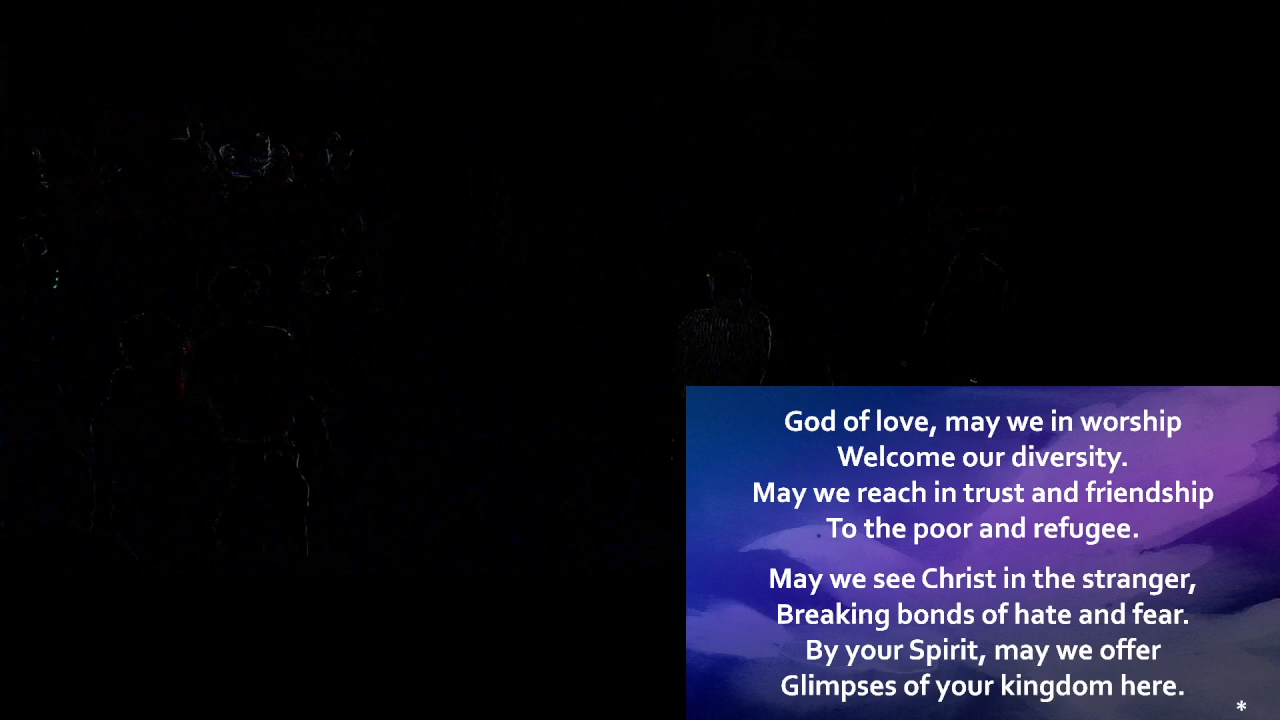 God of love, may we in worship
Welcome our diversity.
May we reach in trust and friendship
To the poor and refugee.
May we see Christ in the stranger,
Breaking bonds of hate and fear.
By your Spirit, may we offer
Glimpses of your kingdom here.
*